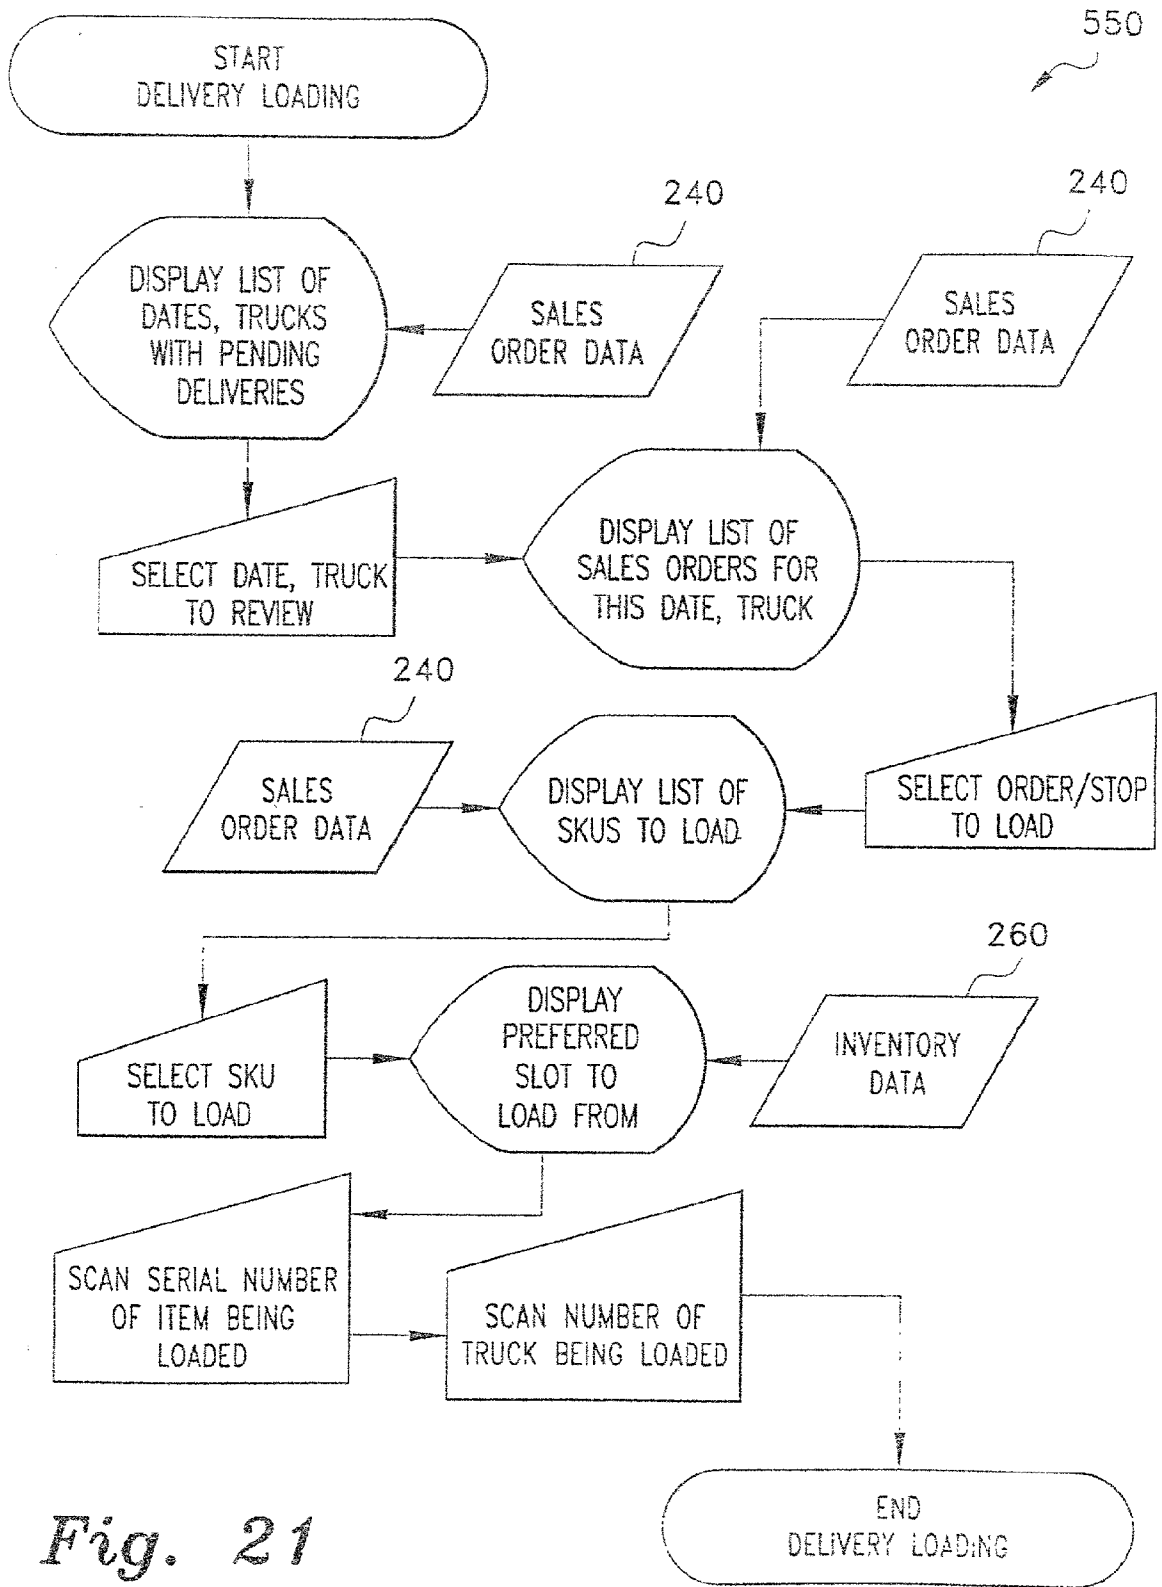 550
START
DELIVERY LOADING
240
240
DISPLAY LIST OF
DATES, TRUCKS
WITH PENDING
DELIVERIES
SALES
ORDER DATA
SALES
ORDER DATA
SELECT DATE, TRUCK
TO REVIEW
DISPLAY LIST OF
SALES ORDERS FOR
THIS DATE, TRUCK
240
SALES
ORDER DATA
DISPLAY LIST OF
SKUS TO LOAD
SELECT ORDER/STOP
TO LOAD
260
SELECT SKU
TO LOAD
DISPLAY
PREFERRED
SLOT TO
LOAD FROM
INVENTORY
DATA
SCAN SERIAL NUMBER
OF ITEM BEING
LOADED
SCAN NUMBER OF
TRUCK BEING LOADED
END
DELIVERY LOADING
Fig. 21